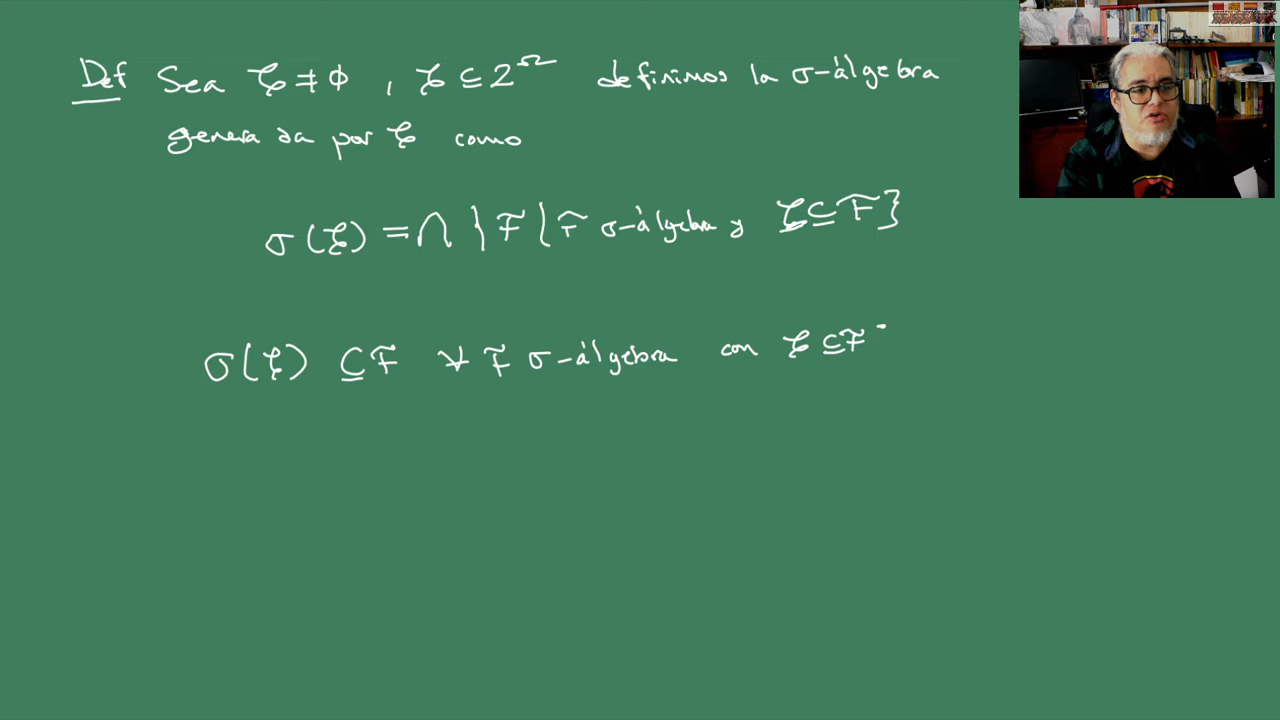 Def Sea ℭ ≠ ∅ , ℭ ⊆ 2^Ω definimos la σ-álgebra
generada por ℭ como
σ(ℭ) = ∩ { F | F σ-álgebra y ℭ ⊆ F }
σ(ℭ) ⊆ F ∀ F σ-álgebra con ℭ ⊆ F